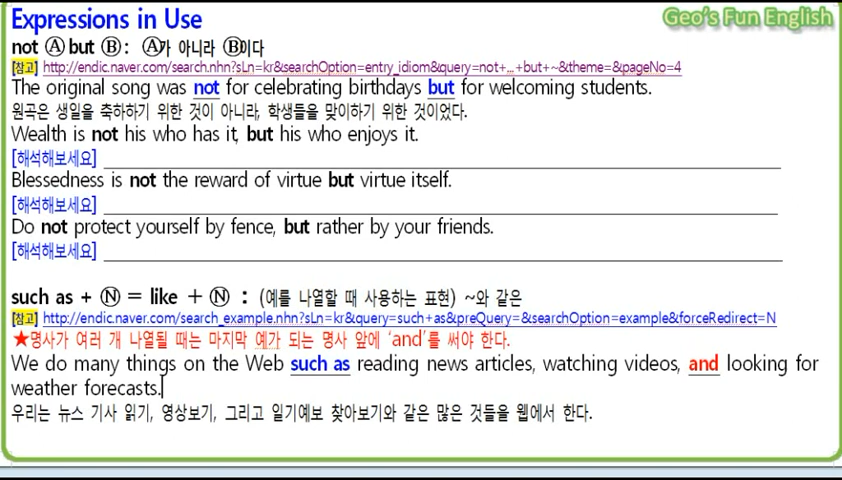 Expressions in Use
Geo's Fun English
not Ⓐ but Ⓑ: Ⓐ가 아니라 Ⓑ이다
[참고] http://endic.naver.com/search.nhn?sLn=kr&searchOption=entry_idiom&query=not+...+but+~&theme=&pageNo=4
The original song was not for celebrating birthdays but for welcoming students.
원곡은 생일을 축하하기 위한 것이 아니라, 학생들을 맞이하기 위한 것이었다.
Wealth is not his who has it, but his who enjoys it.
[해석해보세요]
Blessedness is not the reward of virtue but virtue itself.
[해석해보세요]
Do not protect yourself by fence, but rather by your friends.
[해석해보세요]
such as + Ⓝ = like + Ⓝ : (예를 나열할 때 사용하는 표현) ~와 같은
[참고] http://endic.naver.com/search_example.nhn?sLn=kr&query=such+as&preQuery=&searchOption=example&forceRedirect=N
★명사가 여러 개 나열될 때는 마지막 예가 되는 명사 앞에 'and'를 써야 한다.
We do many things on the Web such as reading news articles, watching videos, and looking for
weather forecasts.
우리는 뉴스 기사 읽기, 영상보기, 그리고 일기예보 찾아보기와 같은 많은 것들을 웹에서 한다.